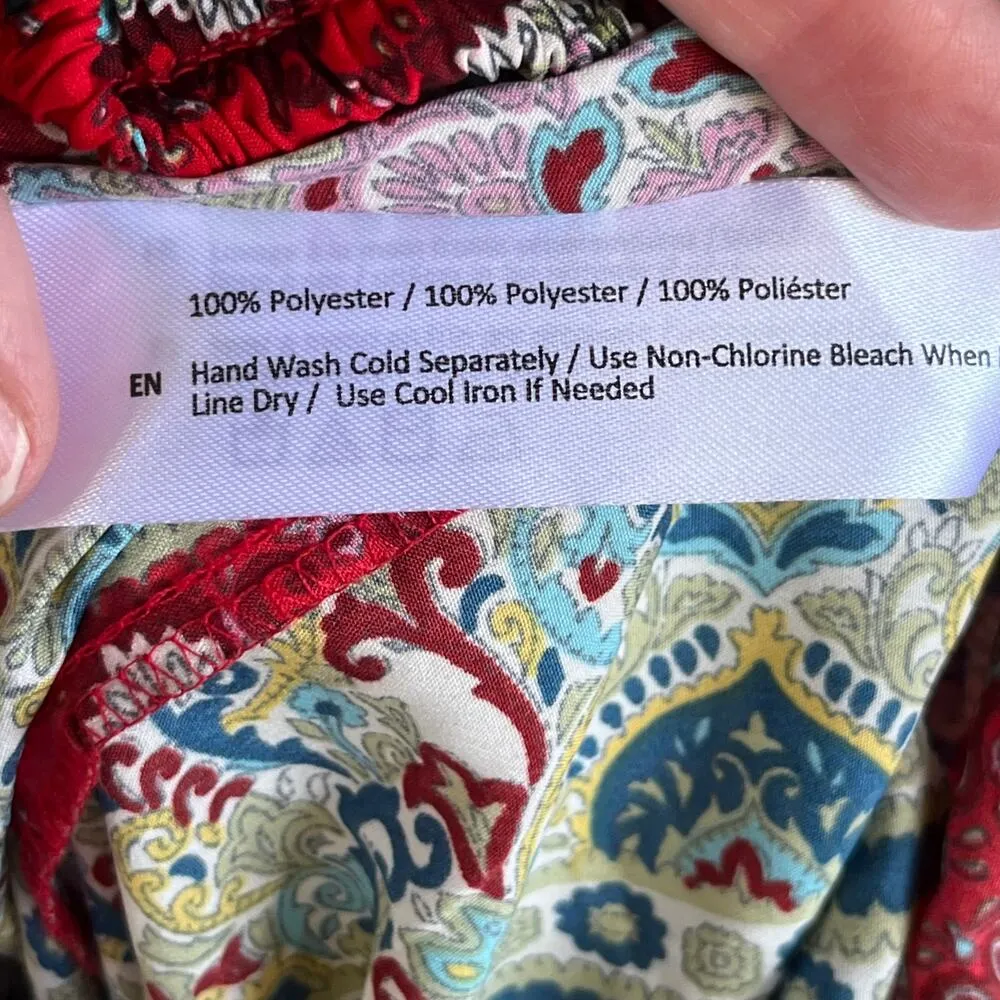 100% Polyester / 100% Polyester / 100% Poliéster
EN Hand Wash Cold Separately / Use Non-Chlorine Bleach When
Line Dry / Use Cool Iron If Needed